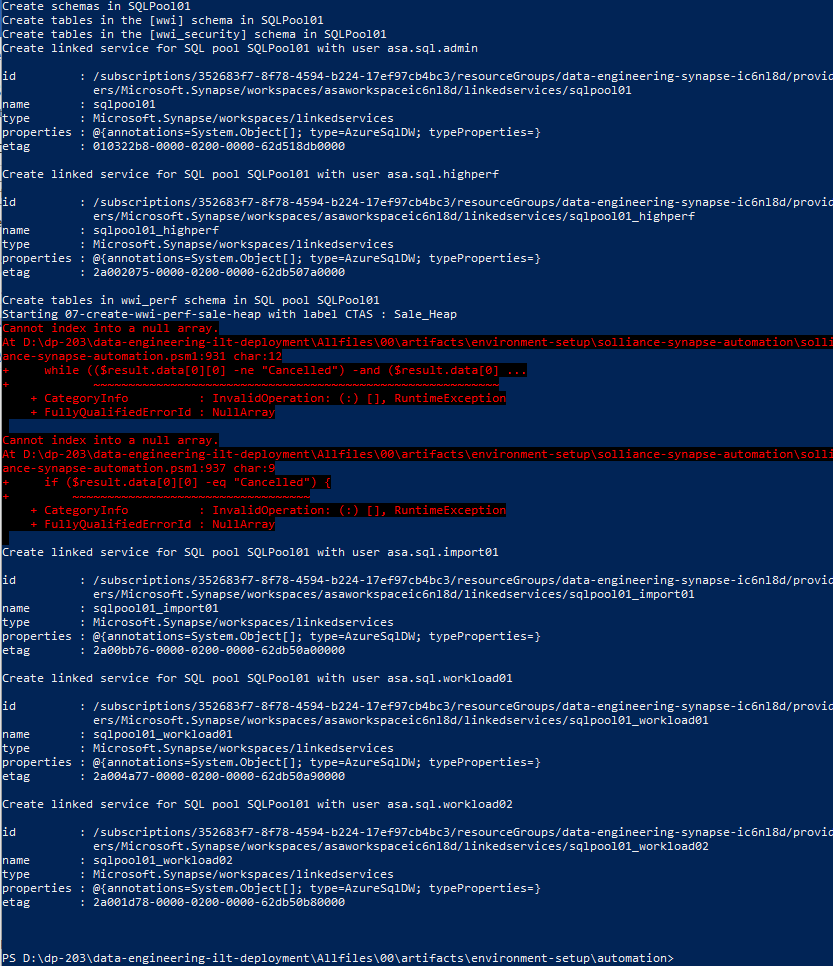 Create schemas in SQLPool01
Create tables in the [wwi] schema in SQLPool01
Create tables in the [wwi_security] schema in SQLPool01
Create linked service for SQL pool SQLPool01 with user asa.sql.admin
id         : /subscriptions/352683f7-8f78-4594-b224-17ef97cb4bc3/resourceGroups/data-engineering-synapse-ic6nl8d/provid
ers/Microsoft.Synapse/workspaces/asaworkspaceic6nl8d/linkedservices/sqlpool01
name       : sqlpool01
type       : Microsoft.Synapse/workspaces/linkedservices
properties : @{annotations=System.Object[]; type=AzureSqlDW; typeProperties=}
etag       : 010322b8-0000-0200-0000-62d518db0000
Create linked service for SQL pool SQLPool01 with user asa.sql.highperf
id         : /subscriptions/352683f7-8f78-4594-b224-17ef97cb4bc3/resourceGroups/data-engineering-synapse-ic6nl8d/provid
ers/Microsoft.Synapse/workspaces/asaworkspaceic6nl8d/linkedservices/sqlpool01_highperf
name       : sqlpool01_highperf
type       : Microsoft.Synapse/workspaces/linkedservices
properties : @{annotations=System.Object[]; type=AzureSqlDW; typeProperties=}
etag       : 2a002075-0000-0200-0000-62db507a0000
Create tables in wwi_perf schema in SQL pool SQLPool01
Starting 07-create-wwi-perf-sale-heap with label CTAS : Sale_Heap
Cannot index into a null array.
At D:\dp-203\data-engineering-ilt-deployment\Allfiles\00\artifacts\environment-setup\solliance-synapse-automation\solli
ance-synapse-automation.psm1:931 char:12
+     while (($result.data[0][0] -ne "Cancelled") -and ($result.data[0] ...
+            ~~~~~~~~~~~~~~~~~~~~~~~~~~~~~~~~~~~~~~~~~~~~~~~~~~~~~~~~~~
    + CategoryInfo          : InvalidOperation: (:) [], RuntimeException
    + FullyQualifiedErrorId : NullArray
Cannot index into a null array.
At D:\dp-203\data-engineering-ilt-deployment\Allfiles\00\artifacts\environment-setup\solliance-synapse-automation\solli
ance-synapse-automation.psm1:937 char:9
+     if ($result.data[0][0] -eq "Cancelled") {
+         ~~~~~~~~~~~~~~~~~~~~~~~~~~~~~~~~~~
    + CategoryInfo          : InvalidOperation: (:) [], RuntimeException
    + FullyQualifiedErrorId : NullArray
Create linked service for SQL pool SQLPool01 with user asa.sql.import01
id         : /subscriptions/352683f7-8f78-4594-b224-17ef97cb4bc3/resourceGroups/data-engineering-synapse-ic6nl8d/provid
ers/Microsoft.Synapse/workspaces/asaworkspaceic6nl8d/linkedservices/sqlpool01_import01
name       : sqlpool01_import01
type       : Microsoft.Synapse/workspaces/linkedservices
properties : @{annotations=System.Object[]; type=AzureSqlDW; typeProperties=}
etag       : 2a00bb76-0000-0200-0000-62db50a00000
Create linked service for SQL pool SQLPool01 with user asa.sql.workload01
id         : /subscriptions/352683f7-8f78-4594-b224-17ef97cb4bc3/resourceGroups/data-engineering-synapse-ic6nl8d/provid
ers/Microsoft.Synapse/workspaces/asaworkspaceic6nl8d/linkedservices/sqlpool01_workload01
name       : sqlpool01_workload01
type       : Microsoft.Synapse/workspaces/linkedservices
properties : @{annotations=System.Object[]; type=AzureSqlDW; typeProperties=}
etag       : 2a004a77-0000-0200-0000-62db50a90000
Create linked service for SQL pool SQLPool01 with user asa.sql.workload02
id         : /subscriptions/352683f7-8f78-4594-b224-17ef97cb4bc3/resourceGroups/data-engineering-synapse-ic6nl8d/provid
ers/Microsoft.Synapse/workspaces/asaworkspaceic6nl8d/linkedservices/sqlpool01_workload02
name       : sqlpool01_workload02
type       : Microsoft.Synapse/workspaces/linkedservices
properties : @{annotations=System.Object[]; type=AzureSqlDW; typeProperties=}
etag       : 2a001d78-0000-0200-0000-62db50b80000
PS D:\dp-203\data-engineering-ilt-deployment\Allfiles\00\artifacts\environment-setup\automation>